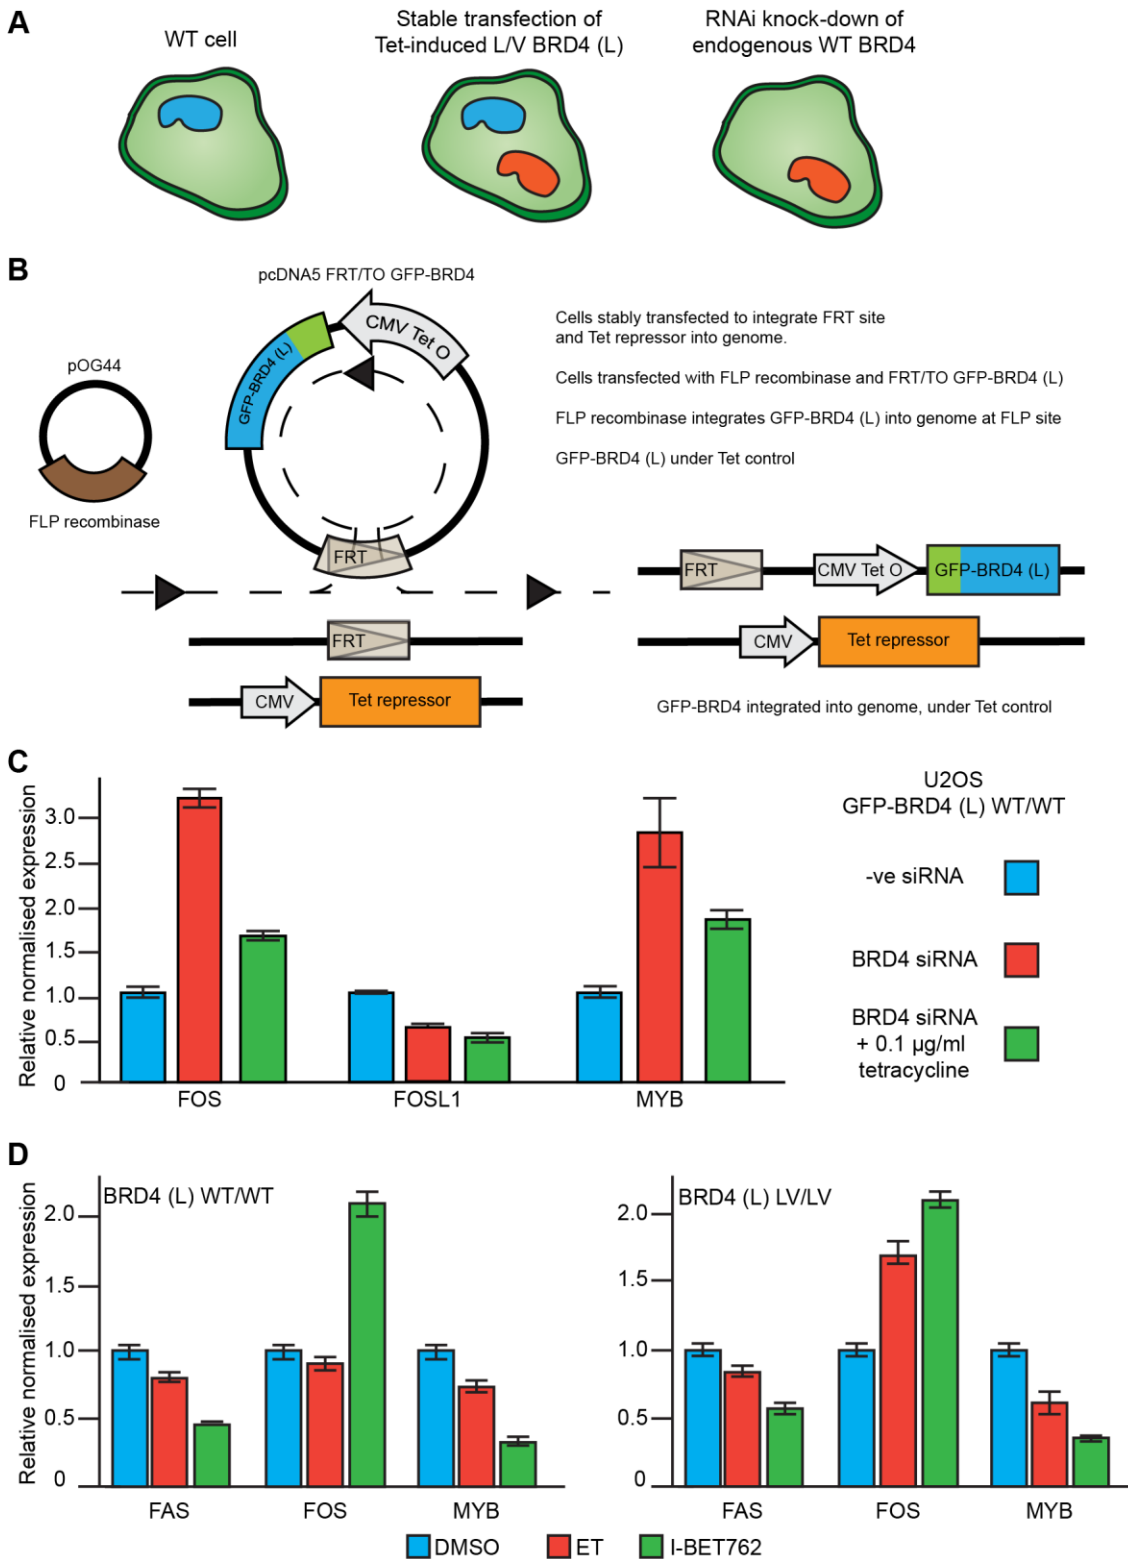 A
WT cell
Stable transfection of
Tet-induced L/V BRD4 (L)
RNAi knock-down of
endogenous WT BRD4
B
pcDNA5 FRT/TO GFP-BRD4
CMV Tet O
GFP-BRD4 (L)
pOG44
FLP recombinase
FRT
Cells stably transfected to integrate FRT site
and Tet repressor into genome.
Cells transfected with FLP recombinase and FRT/TO GFP-BRD4 (L)
FLP recombinase integrates GFP-BRD4 (L) into genome at FLP site
GFP-BRD4 (L) under Tet control
FRT
CMV
Tet repressor
FRT
CMV Tet O
GFP-BRD4 (L)
CMV
Tet repressor
GFP-BRD4 integrated into genome, under Tet control
C
Relative normalised expression
3.0
2.5
2.0
1.5
1.0
0.5
0
FOS
FOSL1
MYB
U2OS
GFP-BRD4 (L) WT/WT
-ve siRNA
BRD4 siRNA
BRD4 siRNA
+ 0.1 µg/ml
tetracycline
D
Relative normalised expression
BRD4 (L) WT/WT
2.0
1.5
1.0
0.5
0
FAS
FOS
MYB
BRD4 (L) LV/LV
2.0
1.5
1.0
0.5
0
FAS
FOS
MYB
DMSO
ET
I-BET762